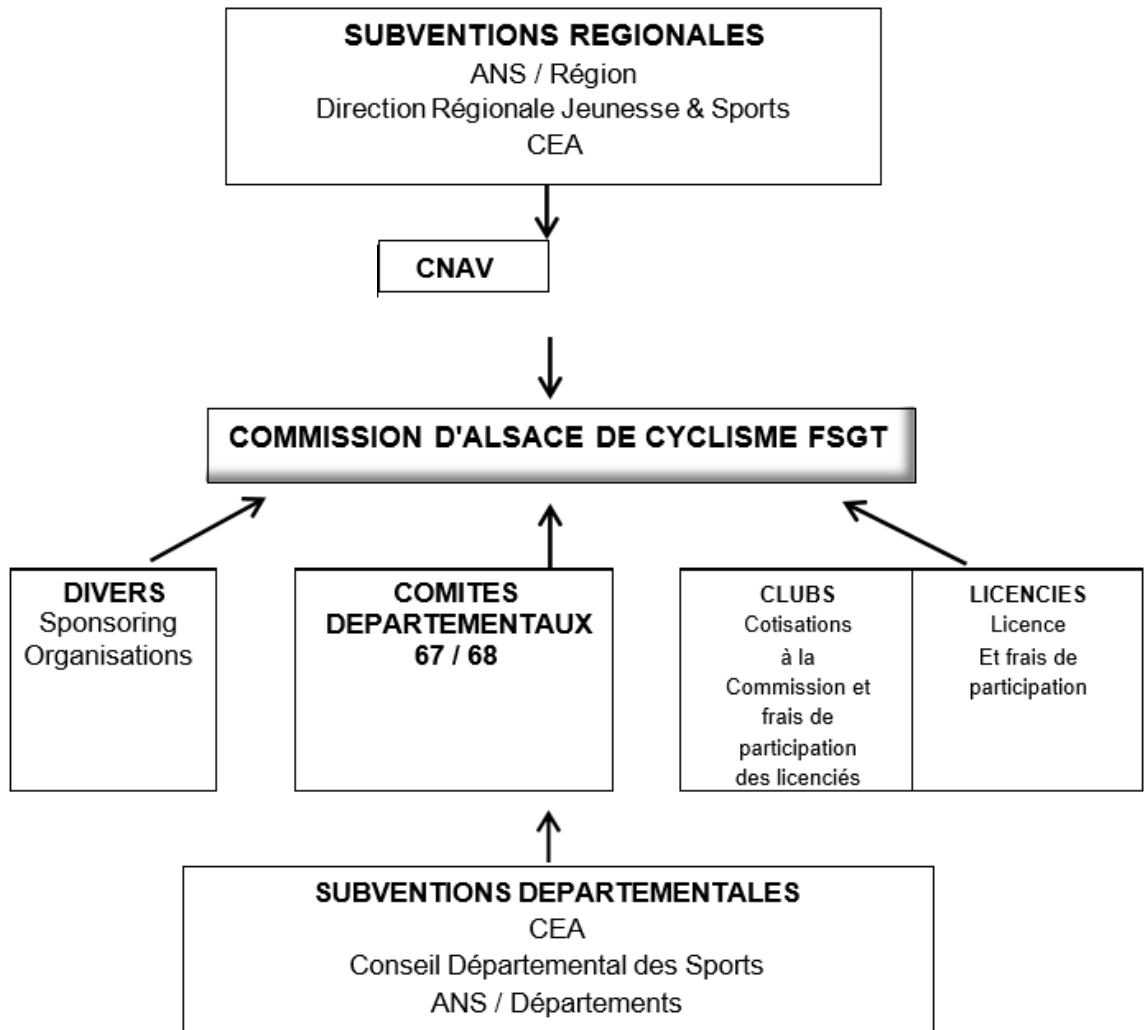 SUBVENTIONS REGIONALES
ANS / Région
Direction Régionale Jeunesse & Sports
CEA
CNAV
COMMISSION D'ALSACE DE CYCLISME FSGT
DIVERS
Sponsoring
Organisations
COMITES
DEPARTEMENTAUX
67 / 68
CLUBS
Cotisations
à la
Commission et
frais de
participation
des licenciés
LICENCIES
Licence
Et frais de
participation
SUBVENTIONS DEPARTEMENTALES
CEA
Conseil Départemental des Sports
ANS / Départements